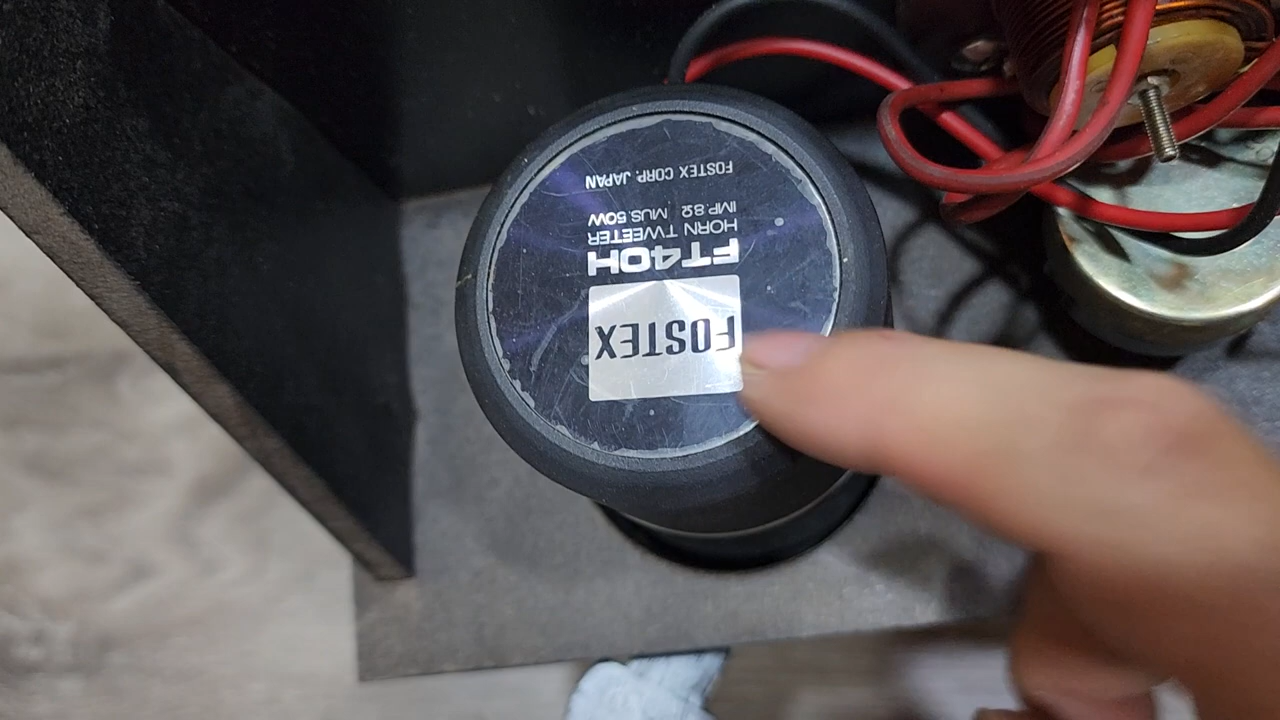 FOSTEX
FT40H
HORN TWEETER
IMP.8Ω MUS.50W
FOSTEX CORP. JAPAN